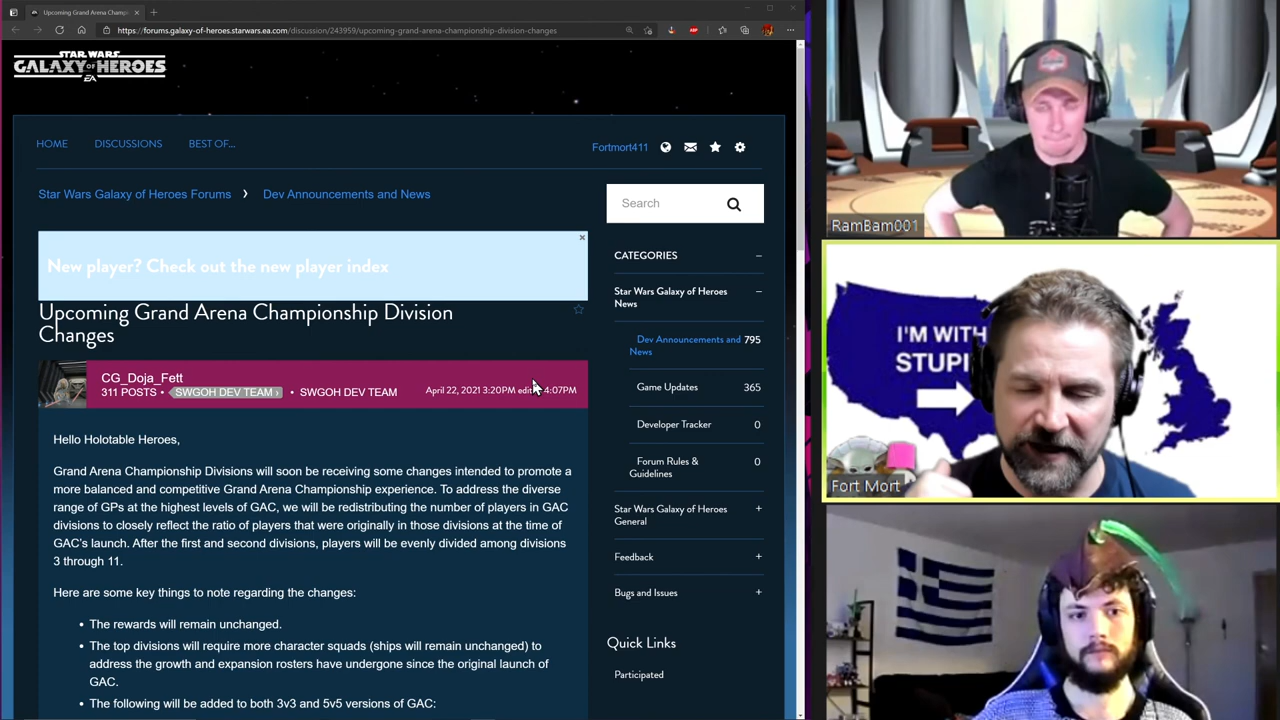 Upcoming Grand Arena Champi
https://forums.galaxy-of-heroes.starwars.ea.com/discussion/243959/upcoming-grand-arena-championship-division-changes
STAR WARS
GALAXY OF HEROES
EA
HOME
DISCUSSIONS
BEST OF...
Fortmort411
Star Wars Galaxy of Heroes Forums
Dev Announcements and News
Search
New player? Check out the new player index
Upcoming Grand Arena Championship Division
Changes
CG_Doja_Fett
311 POSTS • SWGOH DEV TEAM › • SWGOH DEV TEAM
April 22, 2021 3:20PM edit 4:07PM
Hello Holotable Heroes,
Grand Arena Championship Divisions will soon be receiving some changes intended to promote a
more balanced and competitive Grand Arena Championship experience. To address the diverse
range of GPs at the highest levels of GAC, we will be redistributing the number of players in GAC
divisions to closely reflect the ratio of players that were originally in those divisions at the time of
GAC's launch. After the first and second divisions, players will be evenly divided among divisions
3 through 11.
Here are some key things to note regarding the changes:
• The rewards will remain unchanged.
• The top divisions will require more character squads (ships will remain unchanged) to
address the growth and expansion rosters have undergone since the original launch of
GAC.
• The following will be added to both 3v3 and 5v5 versions of GAC:
CATEGORIES
Star Wars Galaxy of Heroes
News
Dev Announcements and 795
News
Game Updates 365
Developer Tracker 0
Forum Rules & 0
Guidelines
Star Wars Galaxy of Heroes
General
Feedback
Bugs and Issues
Quick Links
Participated
RamBam001
I'M WITH
STUPI
Fort Mort